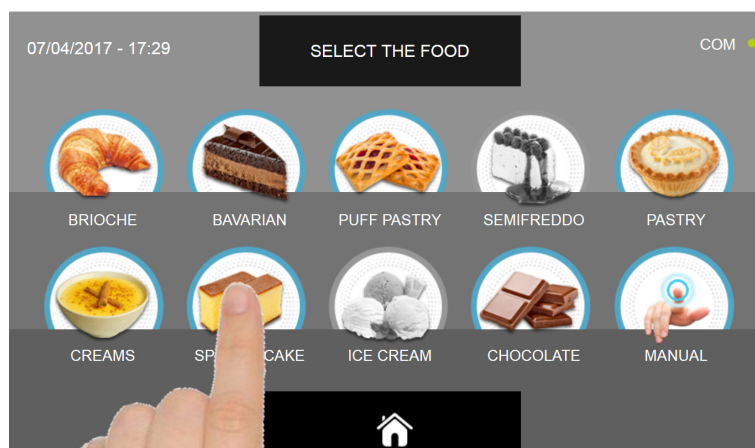 07/04/2017 - 17:29
SELECT THE FOOD
COM
BRIOCHE
BAVARIAN
PUFF PASTRY
SEMIFREDDO
PASTRY
CREAMS
CAKE
ICE CREAM
CHOCOLATE
MANUAL